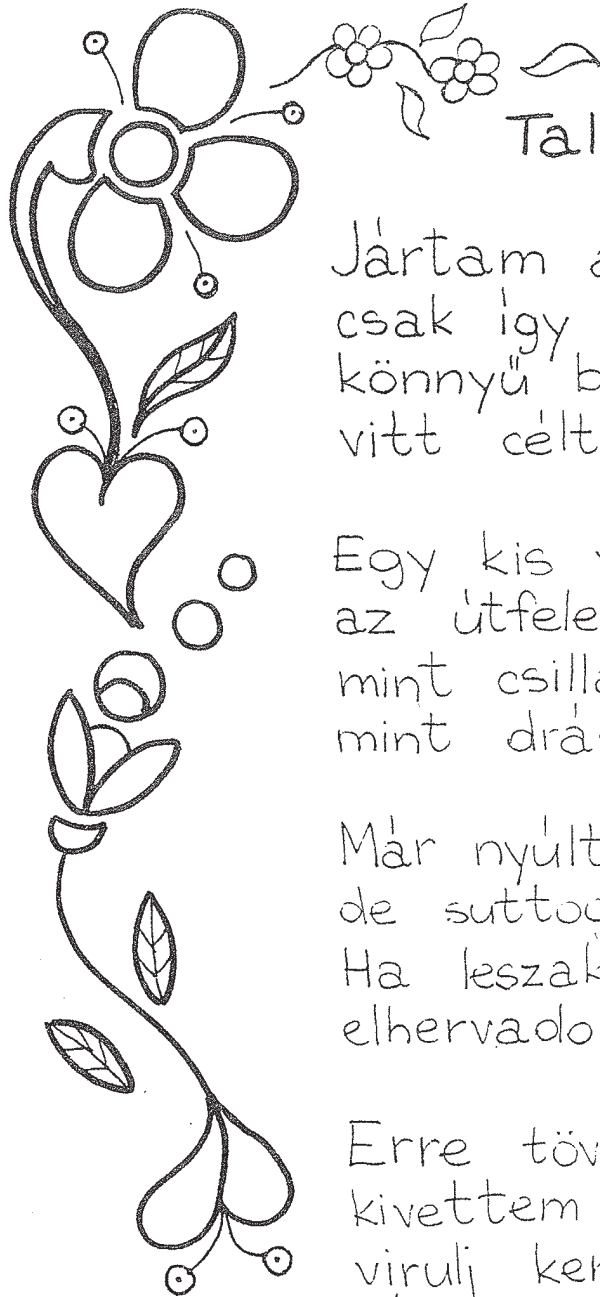 Tal
Jártam a
csak így
könnyű b
vitt célt
Egy kis v
az útfele
mint csilla
mint drá
Már nyúlt
de suttog
Ha leszak
elhervado
Erre töv
kivettem
virulj ker